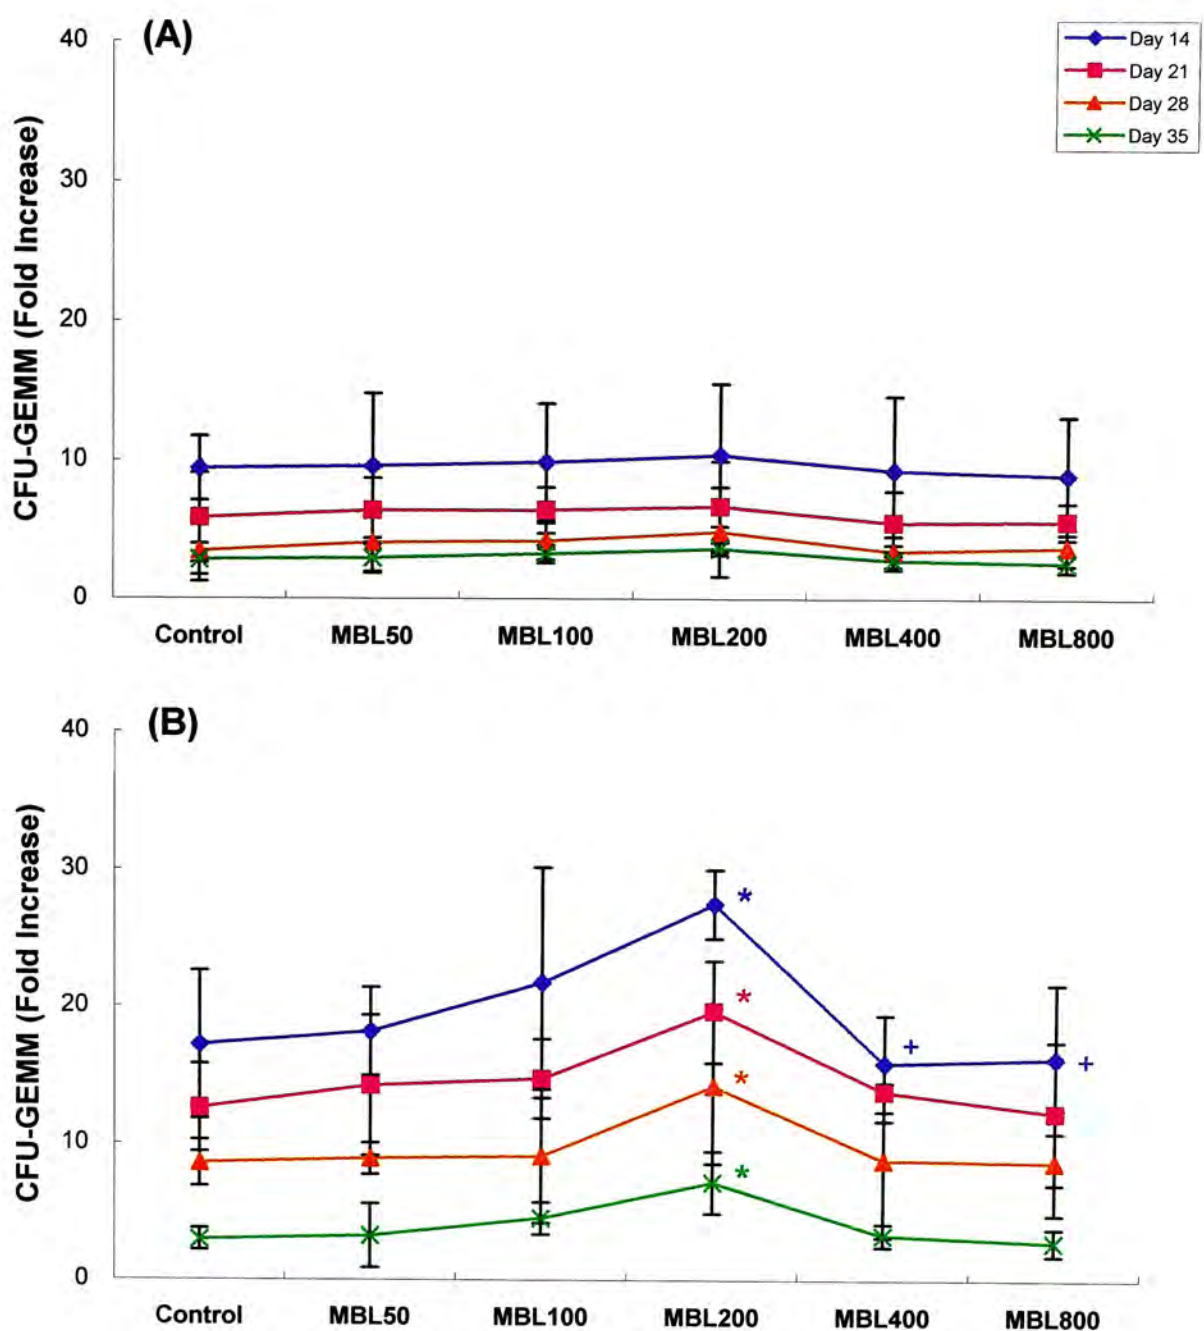 (A)
Day 14
Day 21
Day 28
Day 35
CFU-GEMM (Fold Increase)
40
30
20
10
0
Control MBL50 MBL100 MBL200 MBL400 MBL800
(B)
CFU-GEMM (Fold Increase)
40
30
20
10
0
*
*
*
*
+
+
Control MBL50 MBL100 MBL200 MBL400 MBL800